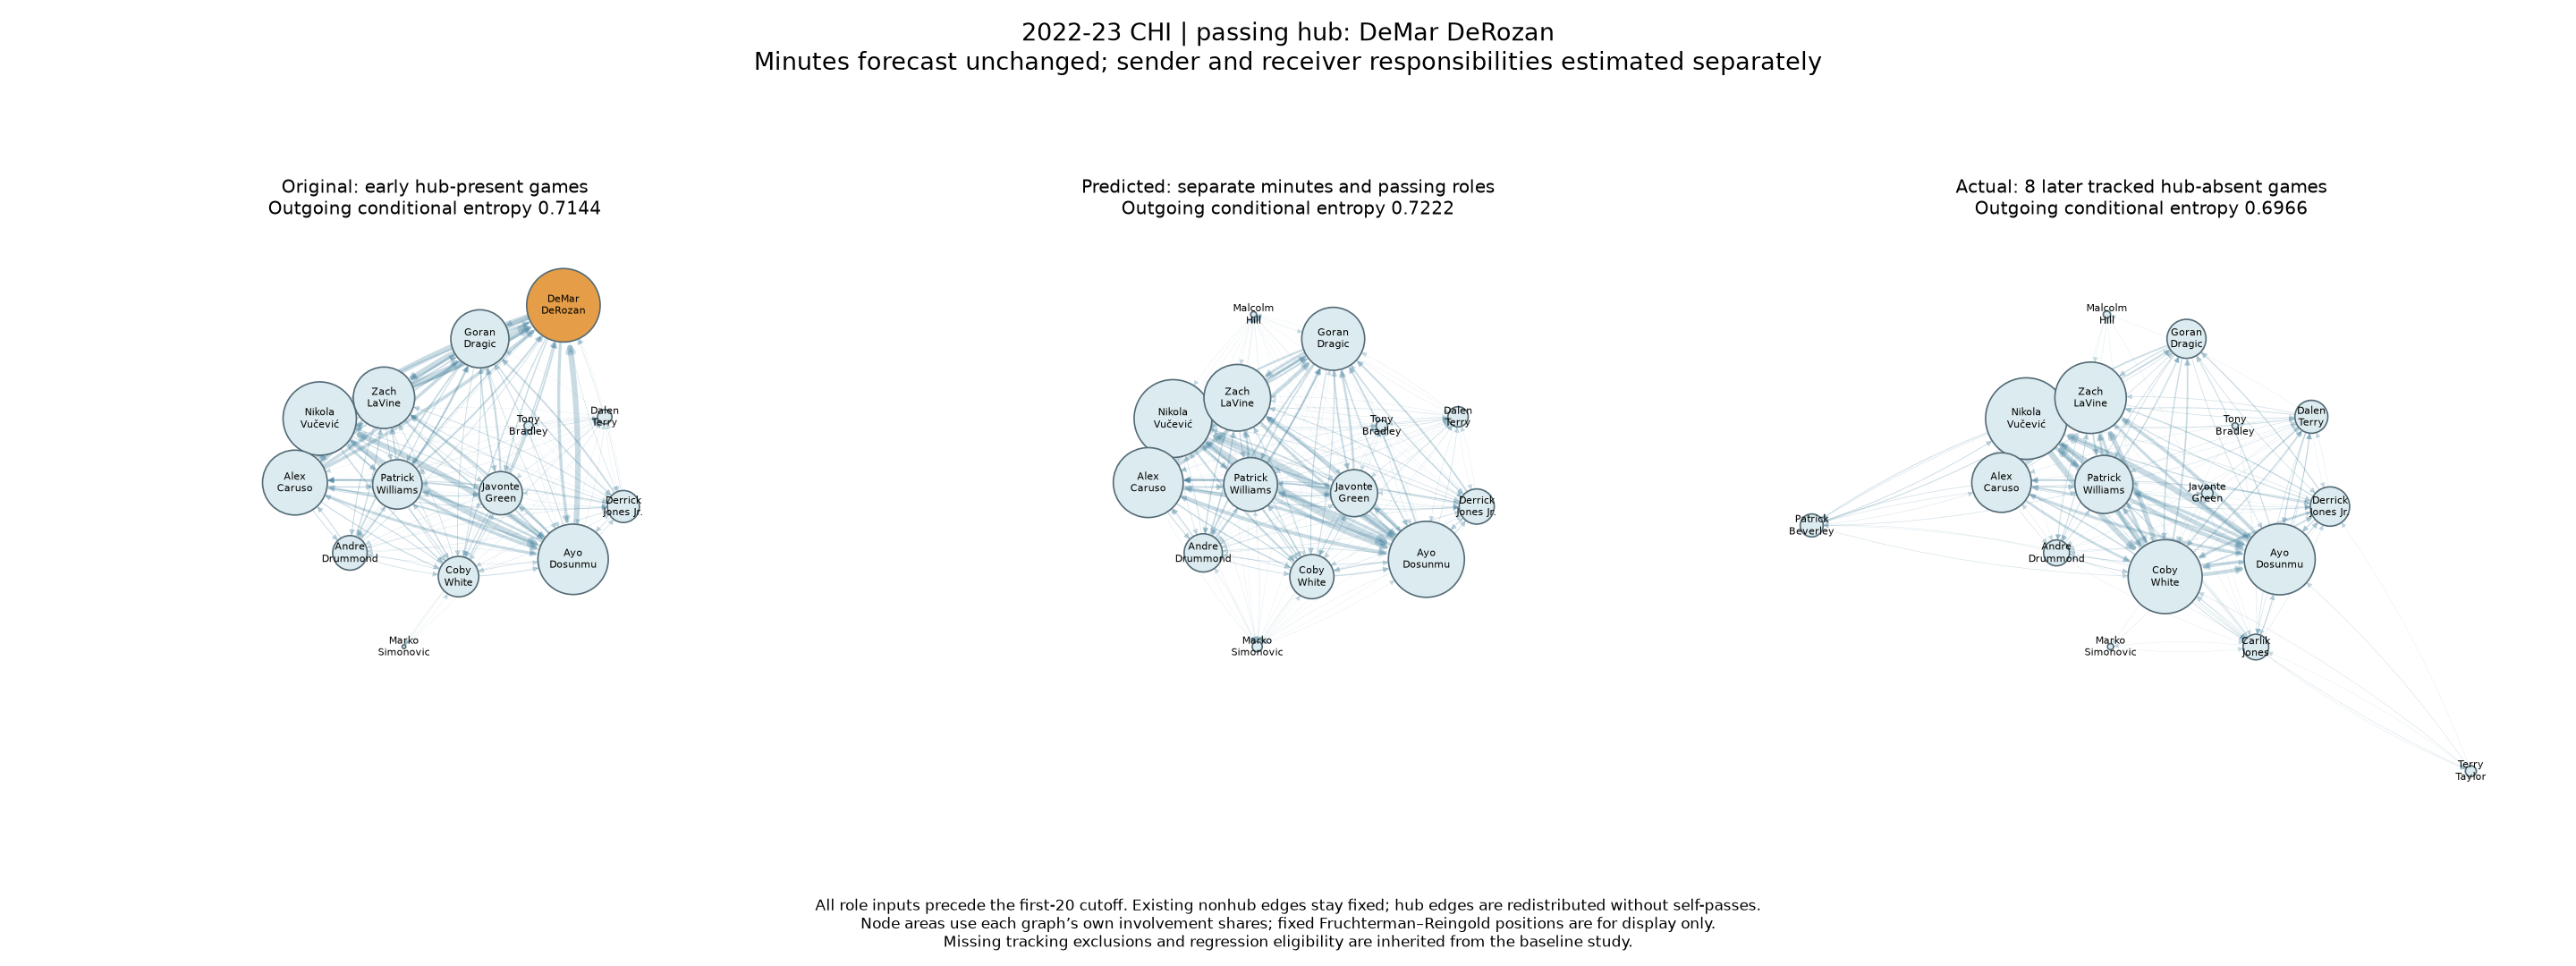 2022-23 CHI | passing hub: DeMar DeRozan
Minutes forecast unchanged; sender and receiver responsibilities estimated separately
Original: early hub-present games
Outgoing conditional entropy 0.7144
DeMar
DeRozan
Goran
Dragic
Zach
LaVine
Nikola
Vučević
Tony
Bradley
Dalen
Terry
Alex
Caruso
Patrick
Williams
Javonte
Green
Derrick
Jones Jr.
Andre
Drummond
Coby
White
Ayo
Dosunmu
Marko
Simonovic
Predicted: separate minutes and passing roles
Outgoing conditional entropy 0.7222
Malcolm
Hill
Goran
Dragic
Zach
LaVine
Nikola
Vučević
Tony
Bradley
Dalen
Terry
Alex
Caruso
Patrick
Williams
Javonte
Green
Derrick
Jones Jr.
Andre
Drummond
Coby
White
Ayo
Dosunmu
Marko
Simonovic
Actual: 8 later tracked hub-absent games
Outgoing conditional entropy 0.6966
Malcolm
Hill
Goran
Dragic
Zach
LaVine
Nikola
Vučević
Tony
Bradley
Dalen
Terry
Alex
Caruso
Patrick
Williams
Javonte
Green
Derrick
Jones Jr.
Patrick
Beverley
Andre
Drummond
Coby
White
Ayo
Dosunmu
Marko
Simonovic
Carlik
Jones
Terry
Taylor
All role inputs precede the first-20 cutoff. Existing nonhub edges stay fixed; hub edges are redistributed without self-passes.
Node areas use each graph’s own involvement shares; fixed Fruchterman–Reingold positions are for display only.
Missing tracking exclusions and regression eligibility are inherited from the baseline study.